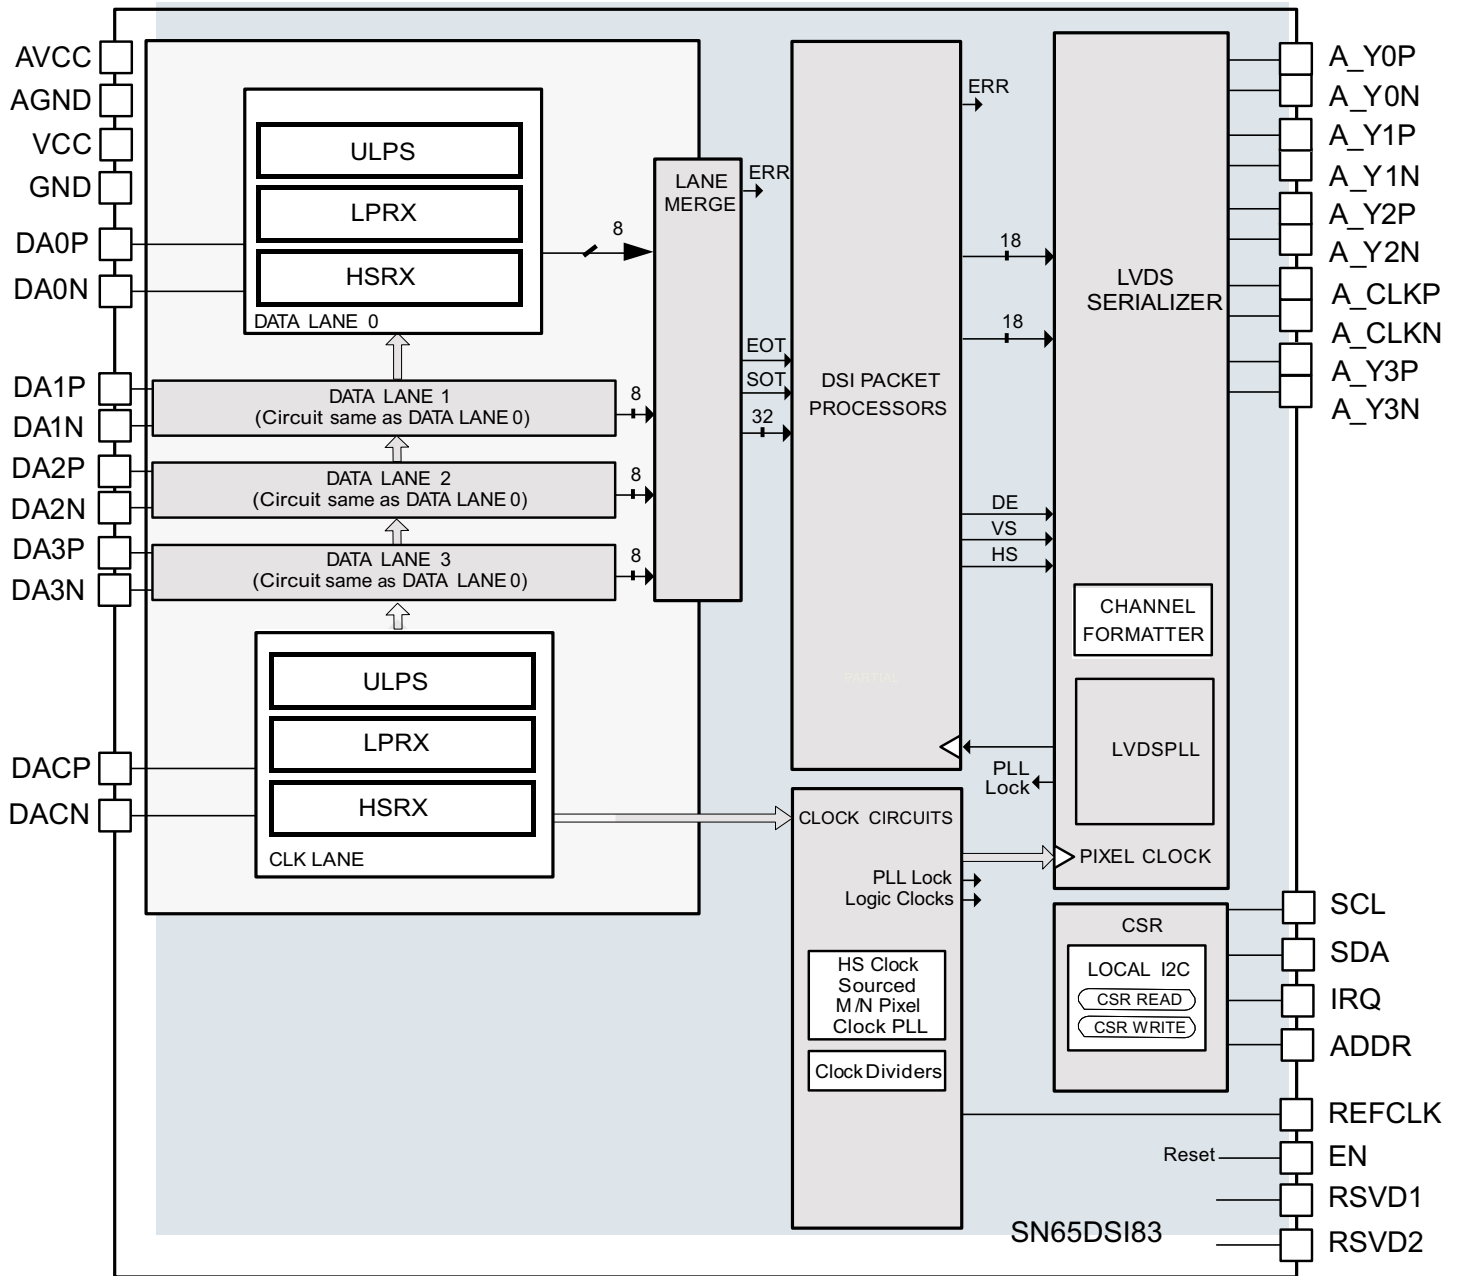 AVCC
AGND
VCC
GND
DA0P
DA0N
DA1P
DA1N
DA2P
DA2N
DA3P
DA3N
DACP
DACN
ULPS
LPRX
HSRX
DATA LANE 0
8
DATA LANE 1
(Circuit same as DATA LANE 0)
8
DATA LANE 2
(Circuit same as DATA LANE 0)
8
DATA LANE 3
(Circuit same as DATA LANE 0)
8
ULPS
LPRX
HSRX
CLK LANE
LANE
MERGE
ERR
EOT
SOT
32
DSI PACKET
PROCESSORS
PARTIAL
ERR
18
18
DE
VS
HS
PLL
Lock
LVDS
SERIALIZER
CHANNEL
FORMATTER
LVDSPLL
PIXEL CLOCK
CLOCK CIRCUITS
PLL Lock
Logic Clocks
HS Clock
Sourced
M/N Pixel
Clock PLL
Clock Dividers
CSR
LOCAL I2C
CSR READ
CSR WRITE
Reset
SN65DSI83
A_Y0P
A_Y0N
A_Y1P
A_Y1N
A_Y2P
A_Y2N
A_CLKP
A_CLKN
A_Y3P
A_Y3N
SCL
SDA
IRQ
ADDR
REFCLK
EN
RSVD1
RSVD2